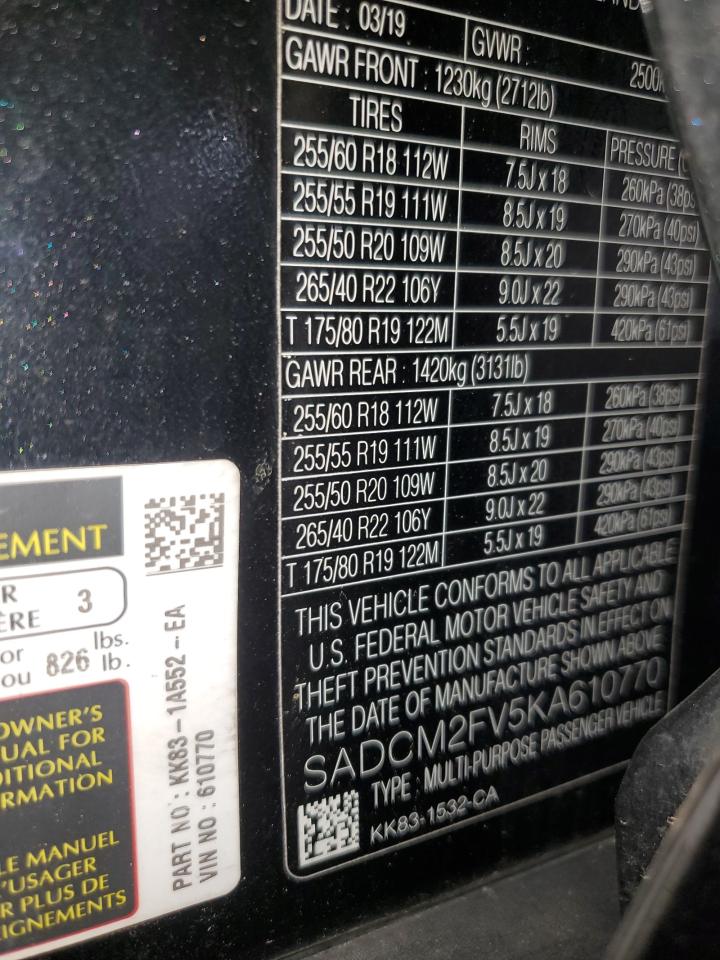 DATE : 03/19
GVWR : 2500k
GAWR FRONT : 1230kg (2712lb)
TIRES RIMS PRESSURE (
255/60 R18 112W 7.5J x 18 260kPa (38ps
255/55 R19 111W 8.5J x 19 270kPa (40psi)
255/50 R20 109W 8.5J x 20 290kPa (43psi)
265/40 R22 106Y 9.0J x 22 290kPa (43psi)
T 175/80 R19 122M 5.5J x 19 420kPa (61psi)
GAWR REAR : 1420kg (3131lb)
255/60 R18 112W 7.5J x 18 260kPa (38psi)
255/55 R19 111W 8.5J x 19 270kPa (40psi)
255/50 R20 109W 8.5J x 20 290kPa (43psi)
265/40 R22 106Y 9.0J x 22 290kPa (43psi)
T 175/80 R19 122M 5.5J x 19 420kPa (61psi)
THIS VEHICLE CONFORMS TO ALL APPLICABLE
U.S. FEDERAL MOTOR VEHICLE SAFETY AND
THEFT PREVENTION STANDARDS IN EFFECT ON
THE DATE OF MANUFACTURE SHOWN ABOVE
SADCM2FV5KA610770
TYPE : MULTI-PURPOSE PASSENGER VEHICLE
KK83-1532-CA
EMENT
R
ÈRE 3
or lbs.
ou 826 lb.
OWNER'S
UAL FOR
DITIONAL
RMATION
LE MANUEL
'USAGER
R PLUS DE
EIGNEMENTS
PART NO : KK83-1A552-EA
VIN NO : 610770